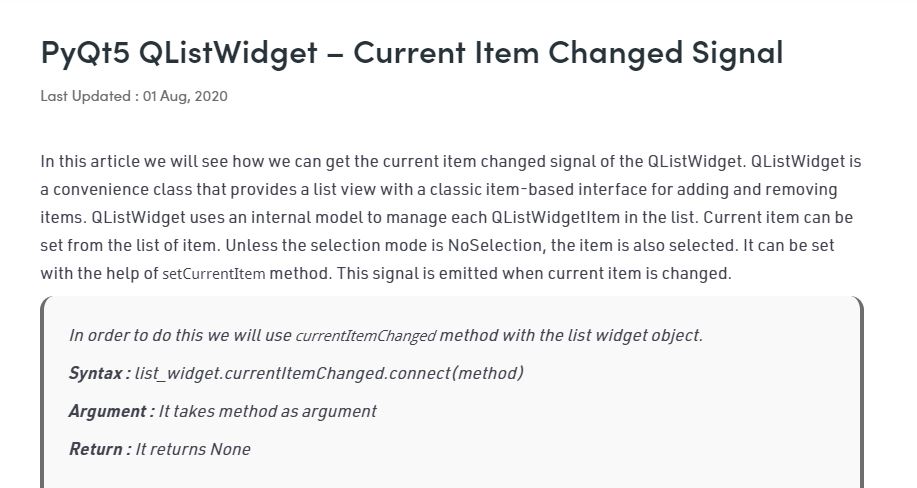 PyQt5 QListWidget – Current Item Changed Signal
Last Updated : 01 Aug, 2020
In this article we will see how we can get the current item changed signal of the QListWidget. QListWidget is
a convenience class that provides a list view with a classic item-based interface for adding and removing
items. QListWidget uses an internal model to manage each QListWidgetItem in the list. Current item can be
set from the list of item. Unless the selection mode is NoSelection, the item is also selected. It can be set
with the help of setCurrentItem method. This signal is emitted when current item is changed.
In order to do this we will use currentItemChanged method with the list widget object.
Syntax : list_widget.currentItemChanged.connect(method)
Argument : It takes method as argument
Return : It returns None